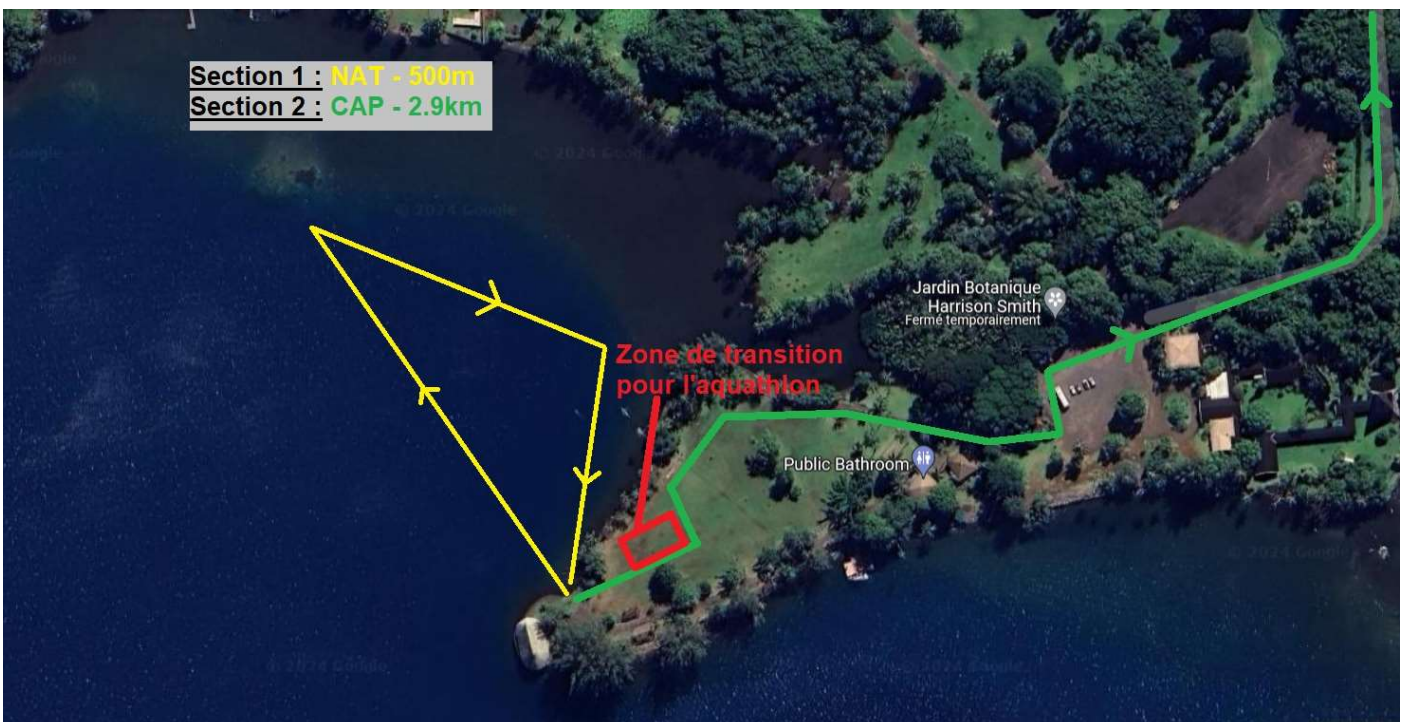 Section 1 : NAT - 500m
Section 2 : CAP - 2.9km
Google
© 2024 Google
© 2024 Google
Jardin Botanique
Harrison Smith
Fermé temporairement
Zone de transition
pour l'aquathlon
Public Bathroom
© 2024 Google
© 2024 Google
© 2024 Google